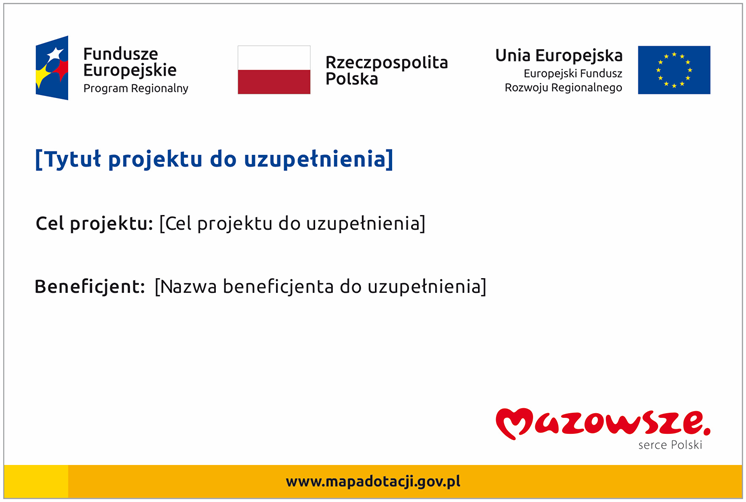 Fundusze
Europejskie
Program Regionalny
Rzeczpospolita
Polska
Unia Europejska
Europejski Fundusz
Rozwoju Regionalnego
[Tytuł projektu do uzupełnienia]
Cel projektu: [Cel projektu do uzupełnienia]
Beneficjent: [Nazwa beneficjenta do uzupełnienia]
Mazowsze.
serce Polski
www.mapadotacji.gov.pl